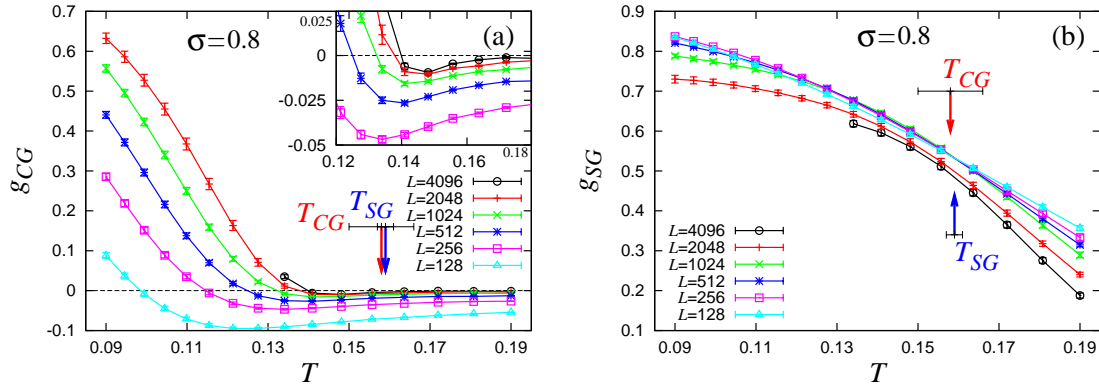 σ=0.8
(a)
g_CG
0.7
0.6
0.5
0.4
0.3
0.2
0.1
0
-0.1
0.09
0.11
0.13
0.15
0.17
0.19
T
0.025
0
-0.025
-0.05
0.12
0.14
0.16
0.18
T_CG
T_SG
L=4096
L=2048
L=1024
L=512
L=256
L=128
σ=0.8
(b)
g_SG
0.9
0.8
0.7
0.6
0.5
0.4
0.3
0.2
0.1
0.09
0.11
0.13
0.15
0.17
0.19
T
T_CG
T_SG
L=4096
L=2048
L=1024
L=512
L=256
L=128